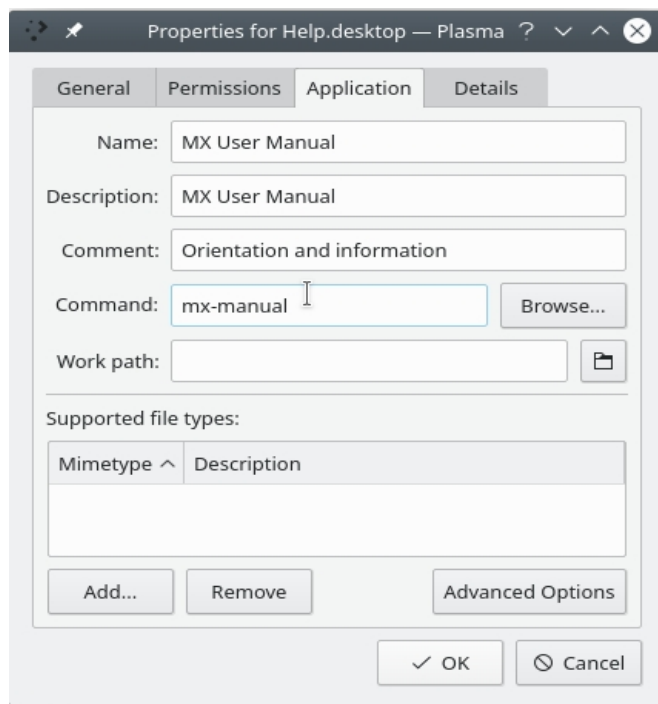 Properties for Help.desktop — Plasma ?
General Permissions Application Details
Name: MX User Manual
Description: MX User Manual
Comment: Orientation and information
Command: mx-manual Browse...
Work path:
Supported file types:
Mimetype Description
Add... Remove Advanced Options
OK Cancel